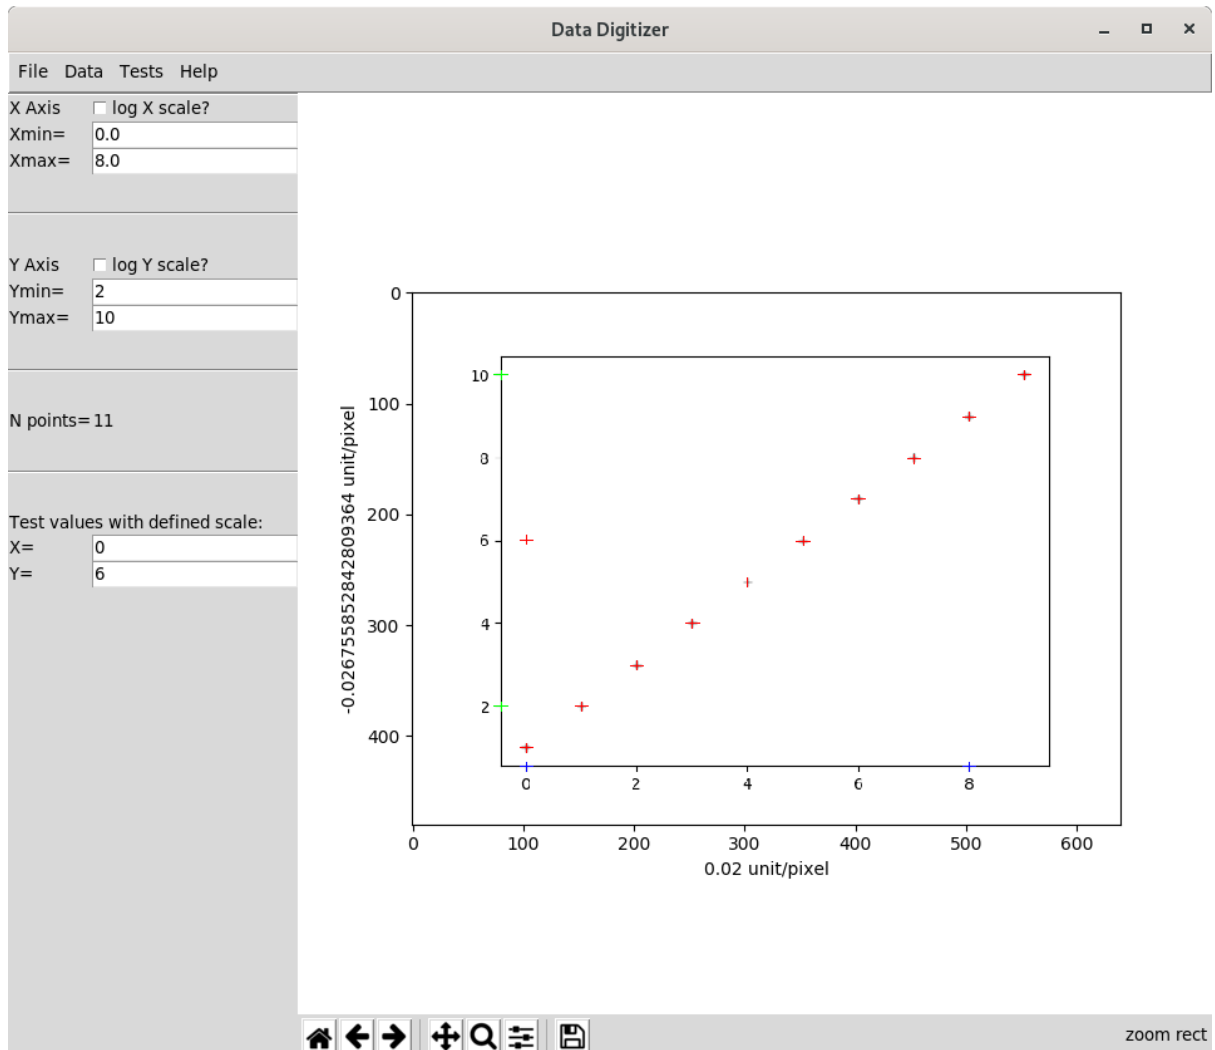 Data Digitizer
File Data Tests Help
X Axis log X scale?
Xmin= 0.0
Xmax= 8.0
Y Axis log Y scale?
Ymin= 2
Ymax= 10
N points= 11
Test values with defined scale:
X= 0
Y= 6
-0.026755852842809364 unit/pixel
0
100
200
300
400
10
8
6
4
2
0 2 4 6 8
0 100 200 300 400 500 600
0.02 unit/pixel
zoom rect